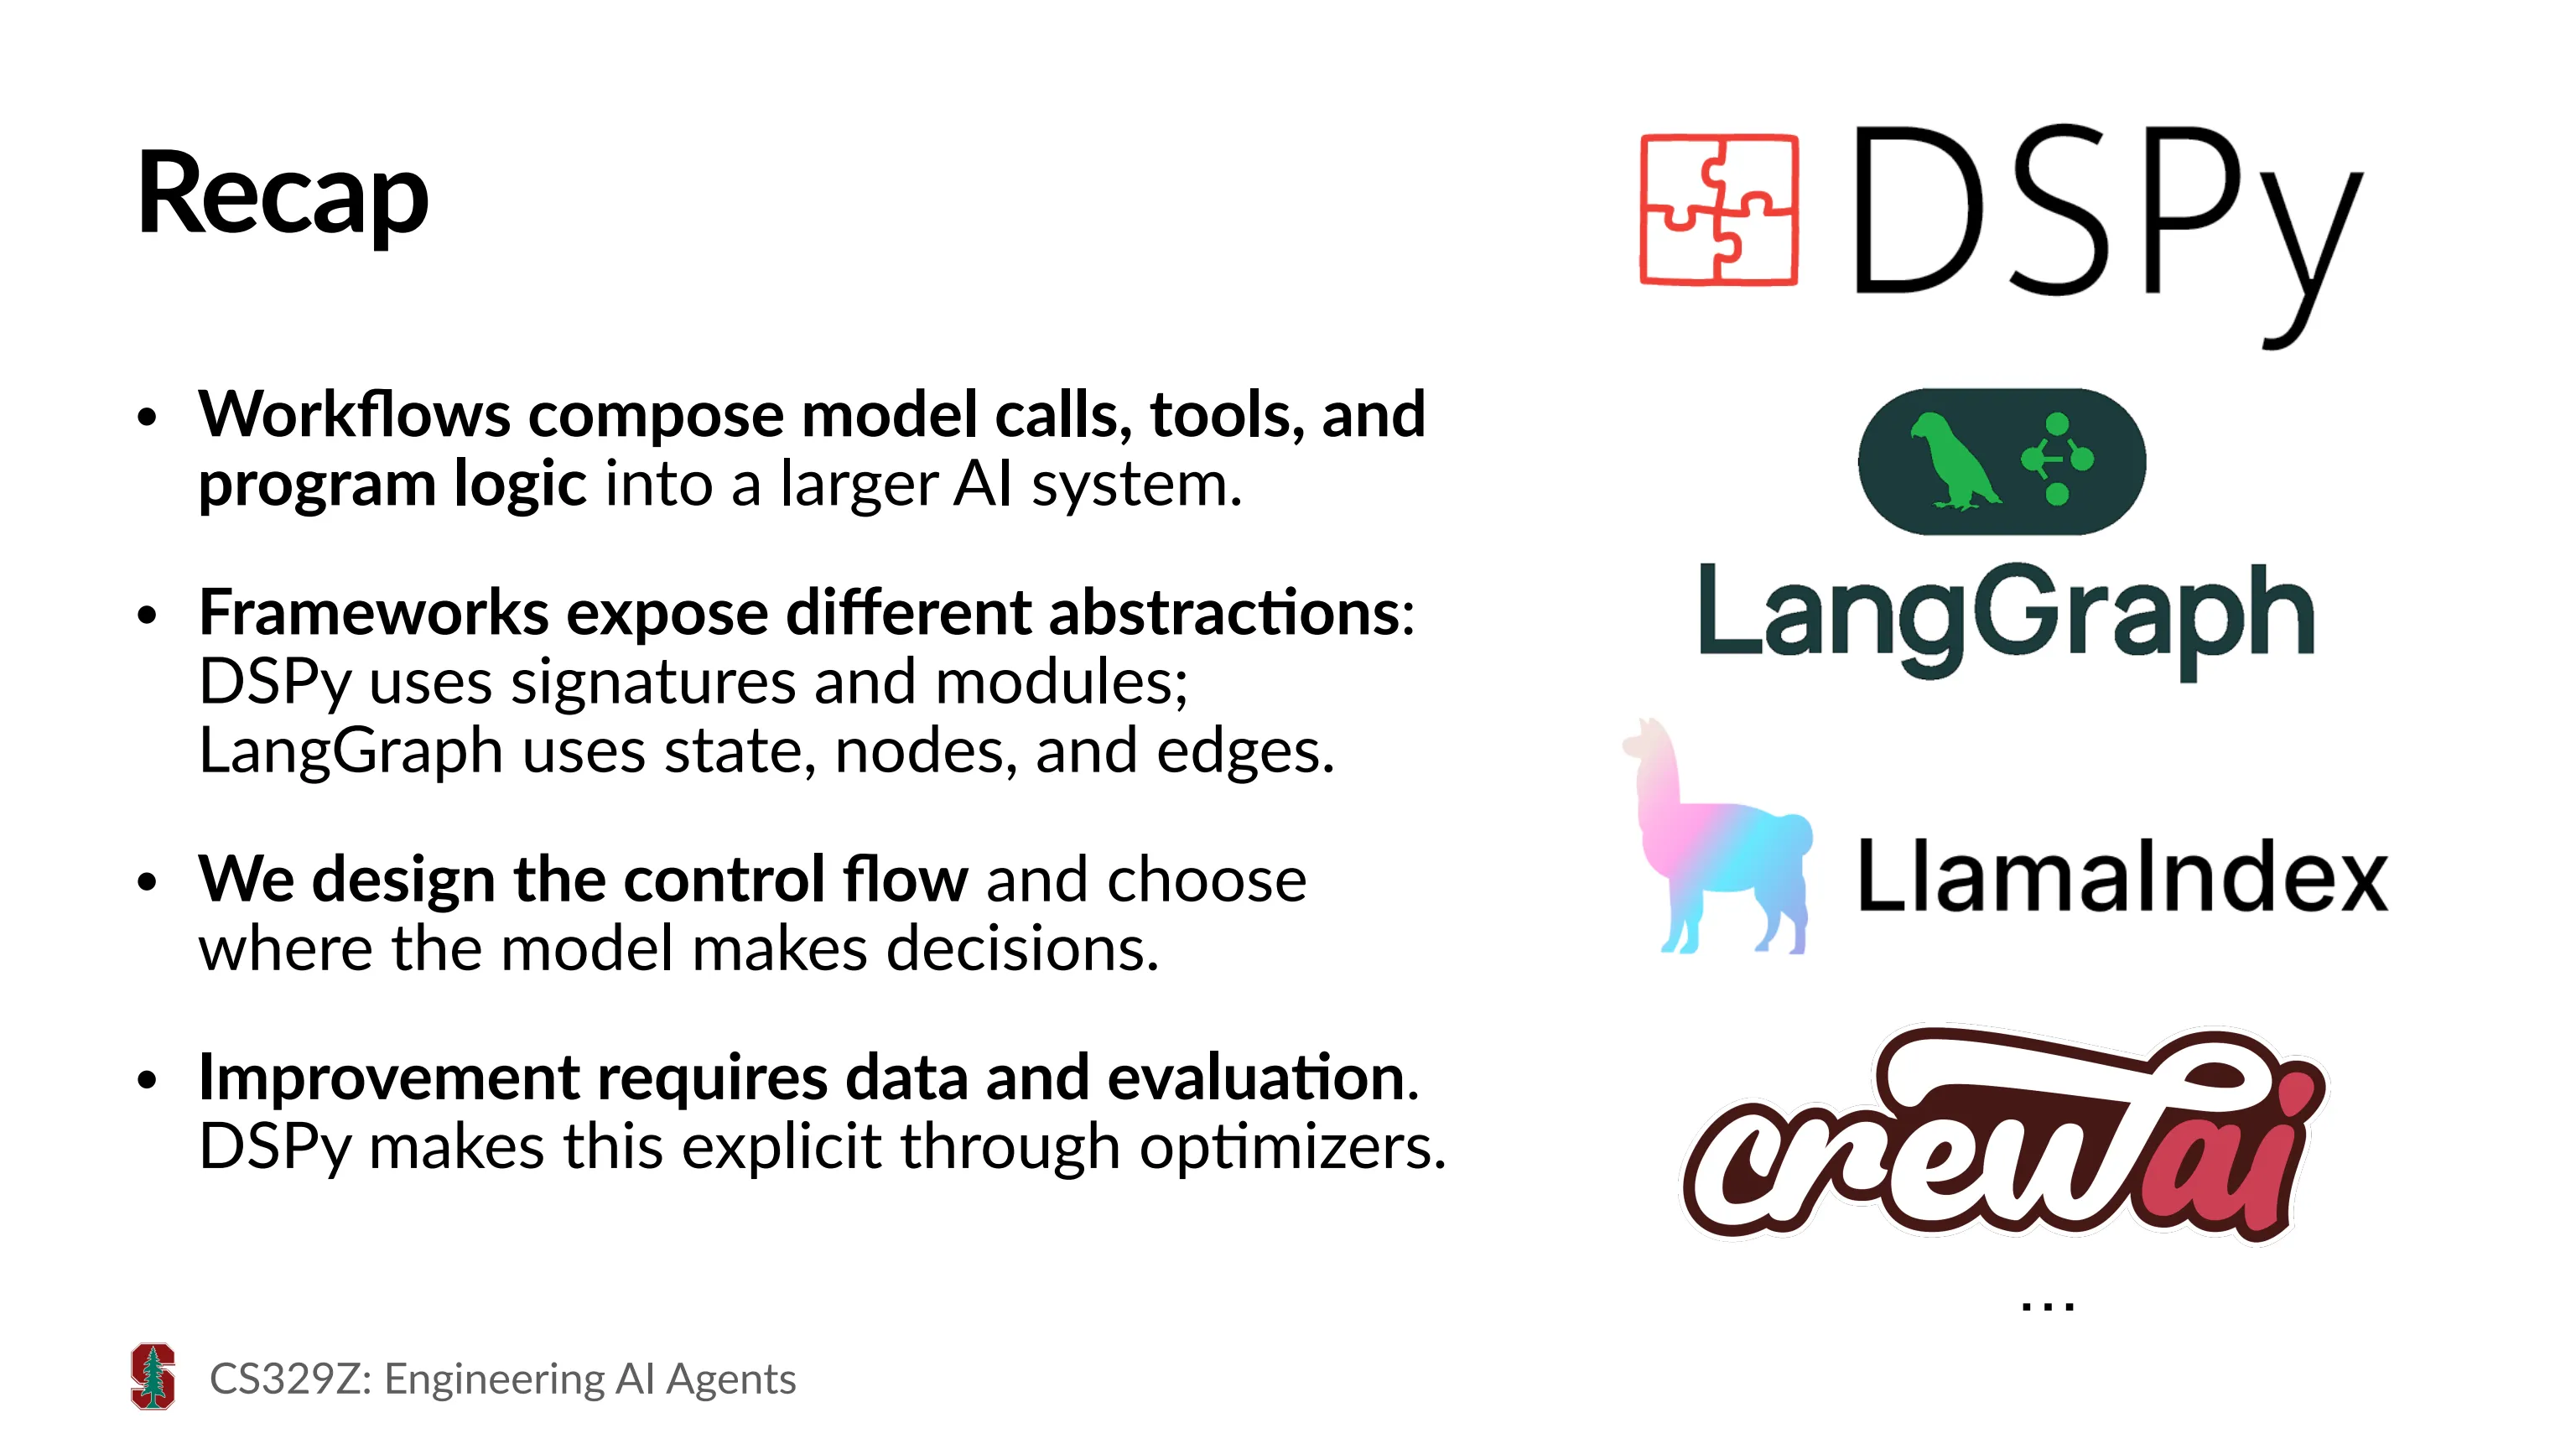 Recap
• Workflows compose model calls, tools, and
program logic into a larger AI system.
• Frameworks expose different abstractions:
DSPy uses signatures and modules;
LangGraph uses state, nodes, and edges.
• We design the control flow and choose
where the model makes decisions.
• Improvement requires data and evaluation.
DSPy makes this explicit through optimizers.
DSPy
LangGraph
LlamaIndex
crewai
...
S
CS329Z: Engineering AI Agents